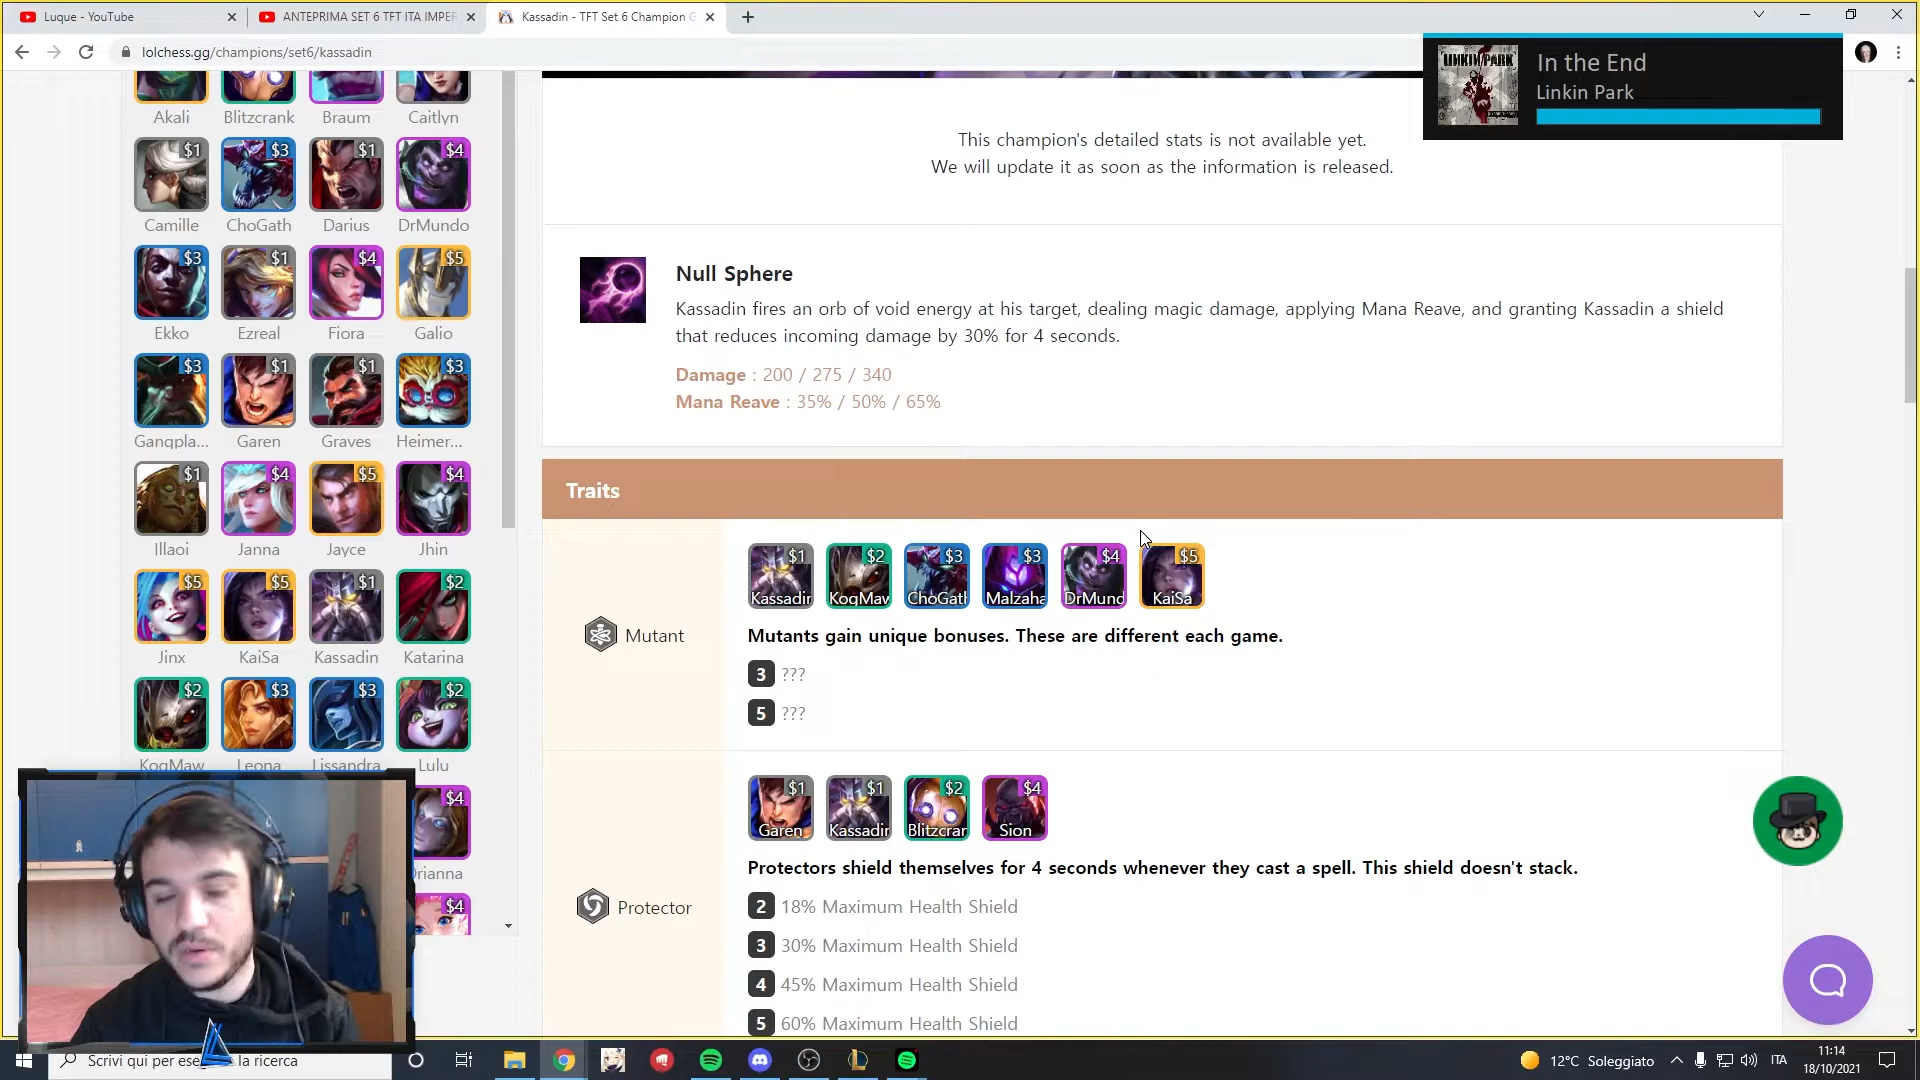 Luque - YouTube
ANTEPRIMA SET 6 TFT ITA IMPER
Kassadin - TFT Set 6 Champion G
lolchess.gg/champions/set6/kassadin
LINKIN PARK
In the End
Linkin Park
Akali
Blitzcrank
Braum
Caitlyn
$1
$3
$1
$4
Camille
ChoGath
Darius
DrMundo
$3
$1
$4
$5
Ekko
Ezreal
Fiora
Galio
$3
$1
$1
$3
Gangpla...
Garen
Graves
Heimer...
$1
$4
$5
$4
Illaoi
Janna
Jayce
Jhin
$5
$5
$1
$2
Jinx
KaiSa
Kassadin
Katarina
$2
$3
$3
$2
KogMaw
Leona
Lissandra
Lulu
$4
rianna
$4
This champion's detailed stats is not available yet.
We will update it as soon as the information is released.
Null Sphere
Kassadin fires an orb of void energy at his target, dealing magic damage, applying Mana Reave, and granting Kassadin a shield
that reduces incoming damage by 30% for 4 seconds.
Damage : 200 / 275 / 340
Mana Reave : 35% / 50% / 65%
Traits
Mutant
$1
$2
$3
$3
$4
$5
Kassadin
KogMaw
ChoGath
Malzaha
DrMund
KaiSa
Mutants gain unique bonuses. These are different each game.
3 ???
5 ???
Protector
$1
$1
$2
$4
Garen
Kassadin
Blitzcran
Sion
Protectors shield themselves for 4 seconds whenever they cast a spell. This shield doesn't stack.
2 18% Maximum Health Shield
3 30% Maximum Health Shield
4 45% Maximum Health Shield
5 60% Maximum Health Shield
Scrivi qui per ese
la ricerca
12°C Soleggiato
ITA
11:14
18/10/2021